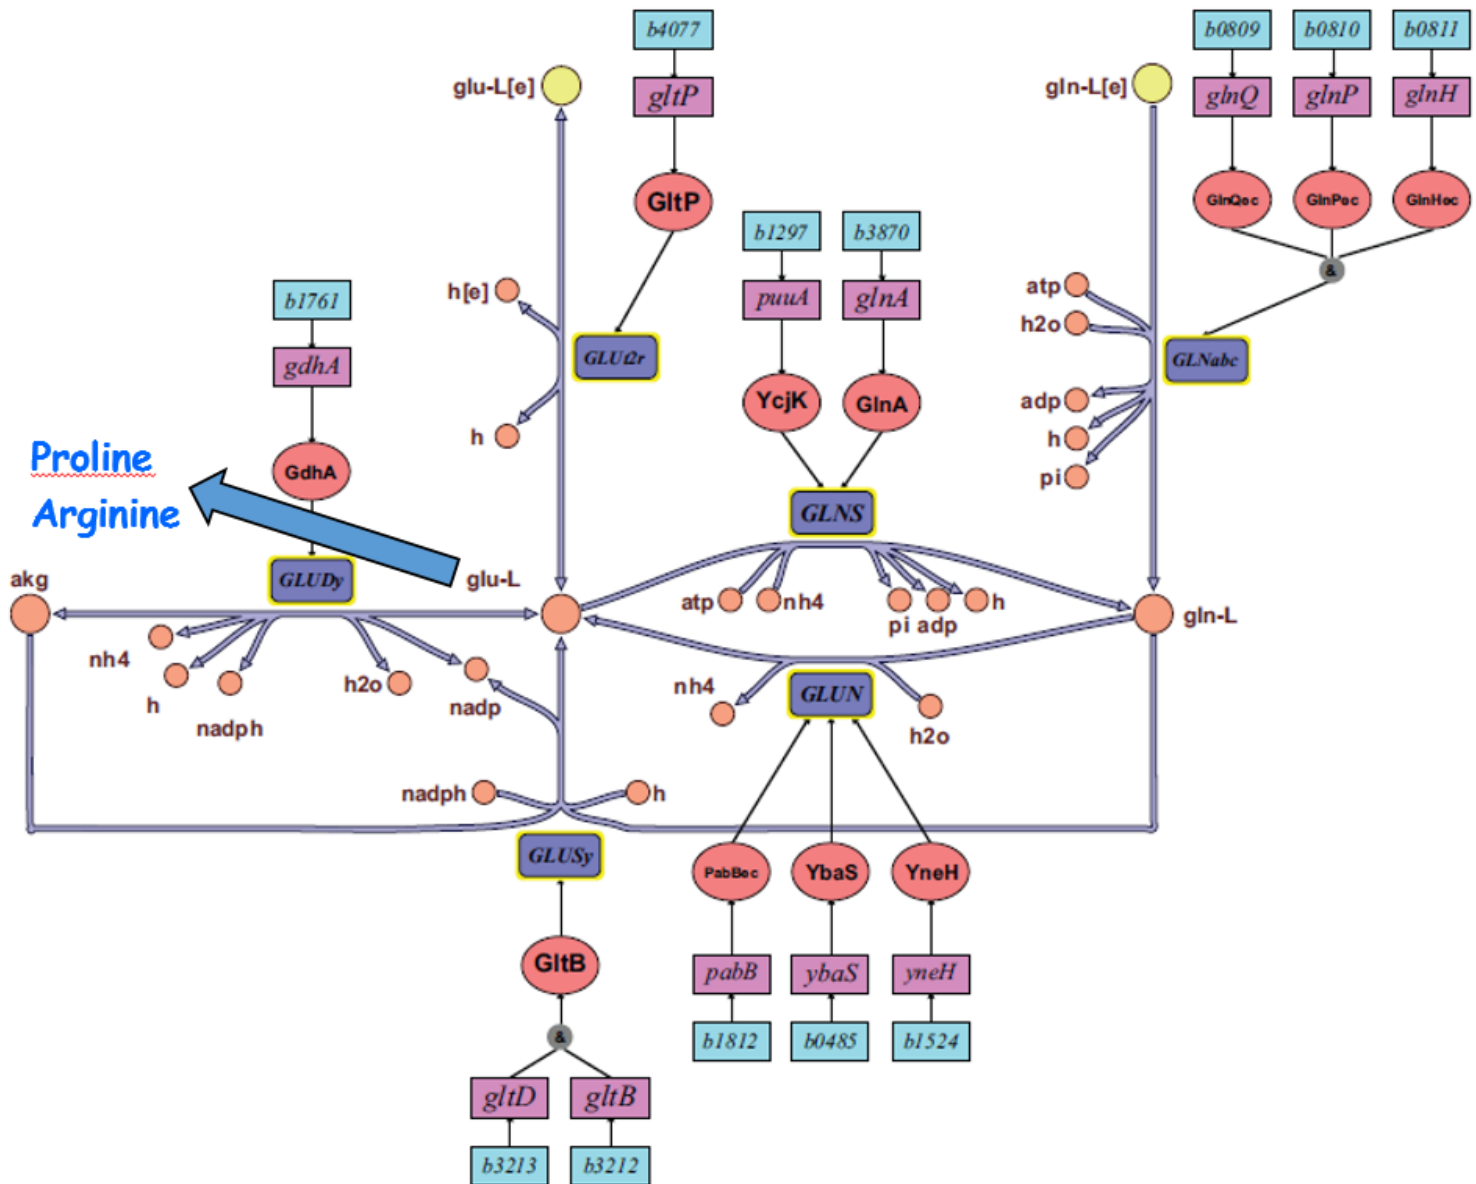 b4077
b0809 b0810 b0811
glu-L[e]
gltP
gln-L[e]
glnQ glnP glnH
GltP
GlnQec GlnPec GlnHec
b1297 b3870
&
h[e]
atp
b1761
puuA glnA
h2o
GLUt2r
GLNabc
gdhA
YcjK GlnA
adp
h
h
Proline
GdhA
pi
Arginine
GLNS
akg
GLUDy
glu-L
atp nh4 h
pi adp
gln-L
nh4
h
nadph
h2o
nadp
nh4
GLUN
h2o
nadph h
GLUSy
PabBec YbaS YneH
GltB
pabB ybaS yneH
&
b1812 b0485 b1524
gltD gltB
b3213 b3212